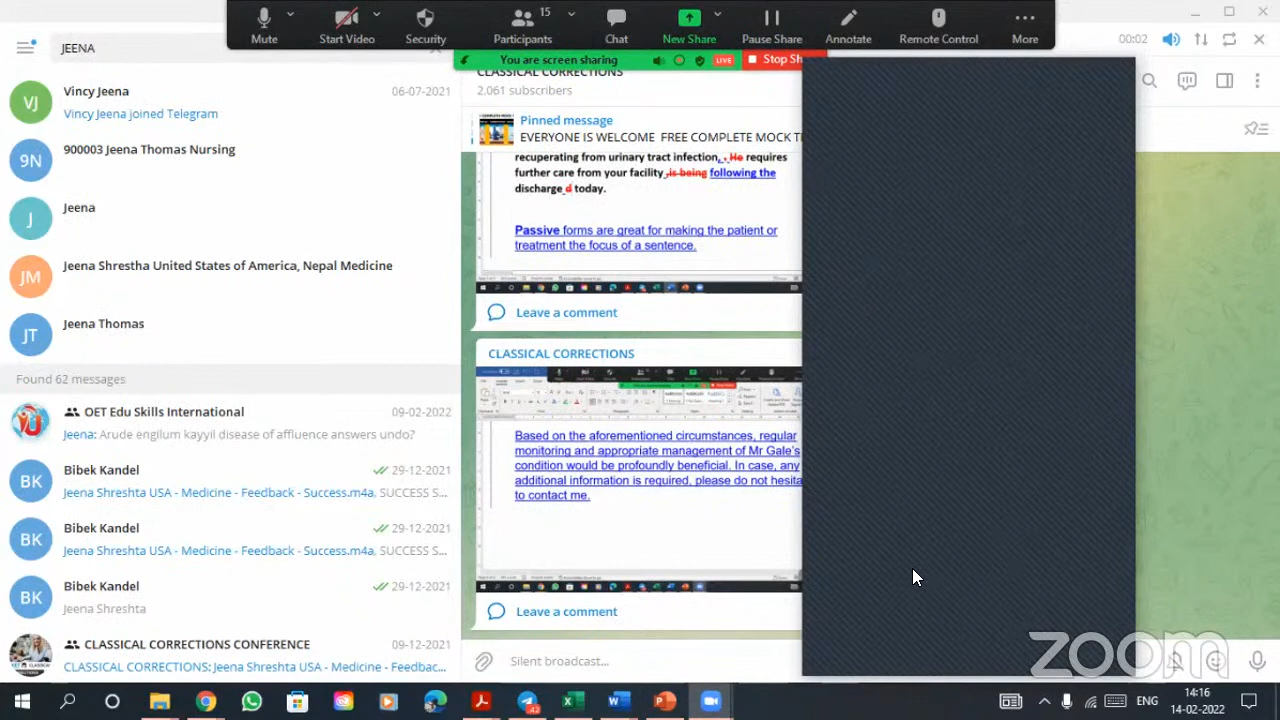 15
Mute
Start Video
Security
Participants
Chat
New Share
Pause Share
Annotate
Remote Control
More
You are screen sharing
LIVE
Stop Sh
00:02
JEENA
VJ
Vincy Jeena
06-07-2021
Vincy Jeena joined Telegram
9N
900003 Jeena Thomas Nursing
J
Jeena
JM
Jeena Shrestha United States of America, Nepal Medicine
JT
Jeena Thomas
Found 62 messages
OET Edu Skills International
09-02-2022
Jeena: Arude engilum kayyil disease of affluence answers undo?
BK
Bibek Kandel
29-12-2021
Jeena Shreshta USA - Medicine - Feedback - Success.m4a, SUCCESS S...
BK
Bibek Kandel
29-12-2021
Jeena Shreshta USA - Medicine - Feedback - Success.m4a, SUCCESS S...
BK
Bibek Kandel
29-12-2021
Jeena Shreshta
CLASSICAL CORRECTIONS CONFERENCE
09-12-2021
CLASSICAL CORRECTIONS: Jeena Shreshta USA - Medicine - Feedbac...
CLASSICAL CORRECTIONS
2,061 subscribers
Pinned message
EVERYONE IS WELCOME FREE COMPLETE MOCK T
recuperating from urinary tract infection, . He requires
further care from your facility ,is being following the
discharge d today.
Passive forms are great for making the patient or
treatment the focus of a sentence.
Leave a comment
CLASSICAL CORRECTIONS
Based on the aforementioned circumstances, regular
monitoring and appropriate management of Mr Gale's
condition would be profoundly beneficial. In case, any
additional information is required, please do not hesita
to contact me.
Leave a comment
Silent broadcast...
zoom
42
ENG
14:16
14-02-2022